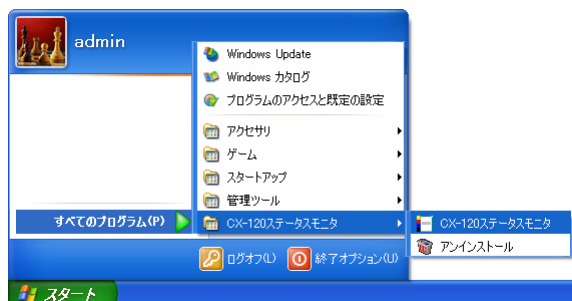 admin
Windows Update
Windows カタログ
プログラムのアクセスと既定の設定
アクセサリ
ゲーム
スタートアップ
管理ツール
すべてのプログラム(P)
CX-120ステータスモニタ
CX-120ステータスモニタ
アンインストール
ログオフ(L)
終了オプション(U)
スタート